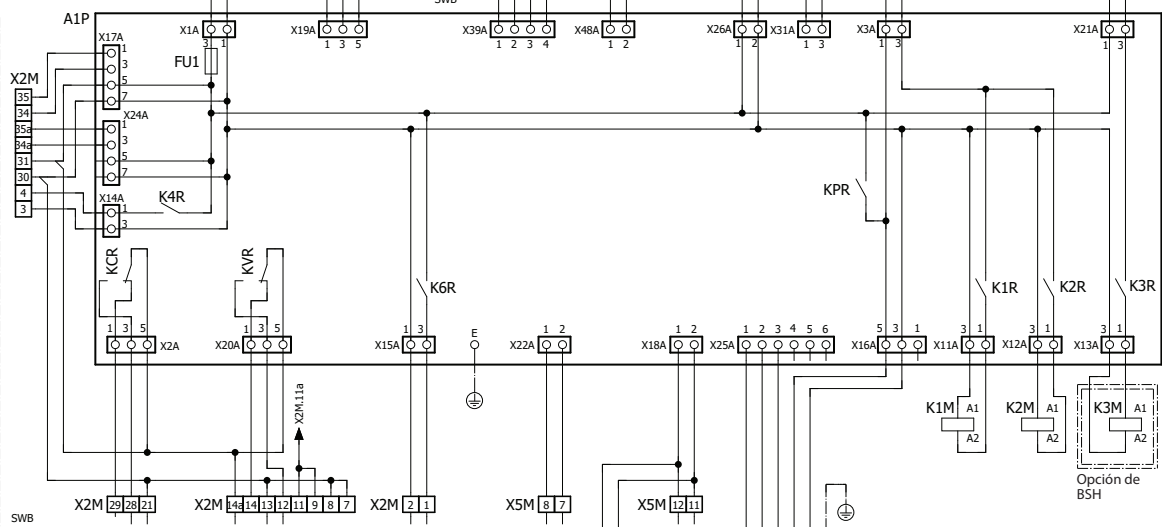 SWB
A1P
X1A
X19A
X39A
X48A
X26A
X31A
X3A
X21A
3 1
1 3 5
1 2 3 4
1 2
1 2
1 3
1 3
1 3
X17A
1
3
5
7
FU1
X2M
35
34
35a
34a
31
30
4
3
X24A
1
3
5
7
X14A
1
3
K4R
KPR
KCR
KVR
K6R
K1R
K2R
K3R
1 3 5
X2A
1 3 5
X20A
1 3
X15A
E
1 2
X22A
1 2
X18A
1 2 3 4 5 6
X25A
5 3 1
X16A
3 1
X11A
3 1
X12A
3 1
X13A
X2M.11a
K1M A1
A2
K2M A1
A2
K3M A1
A2
Opción de
BSH
X2M 29 28 21
X2M 14a 14 13 12 11 9 8 7
X2M 2 1
X5M 8 7
X5M 12 11
SWB